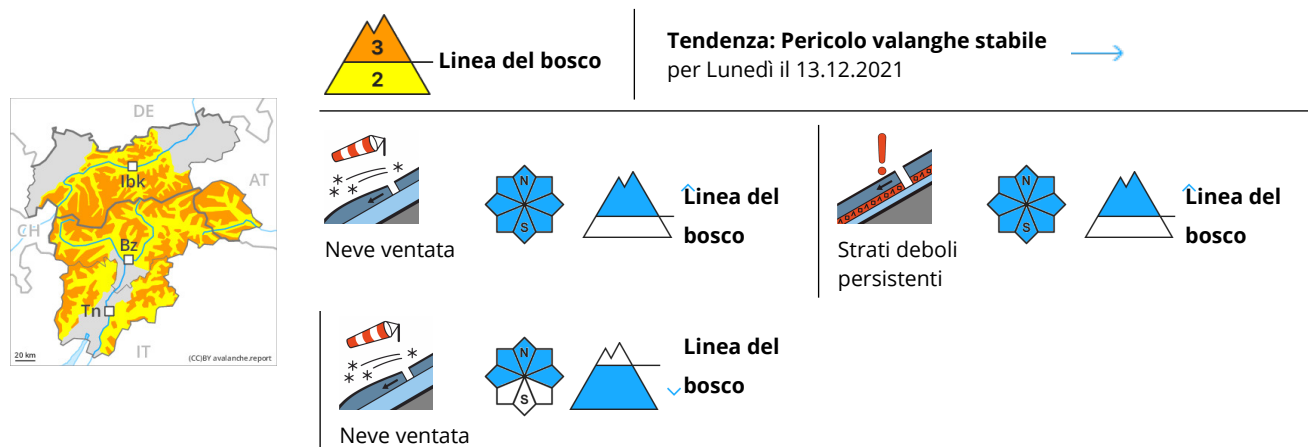 3
2
Linea del bosco
Tendenza: Pericolo valanghe stabile
per Lunedì il 13.12.2021
DE
Ibk
AT
CH
Bz
Tn
IT
20 km
(CC)BY avalanche.report
N
S
Linea del
bosco
Neve ventata
N
S
Linea del
bosco
Strati deboli
persistenti
N
S
Linea del
bosco
Neve ventata